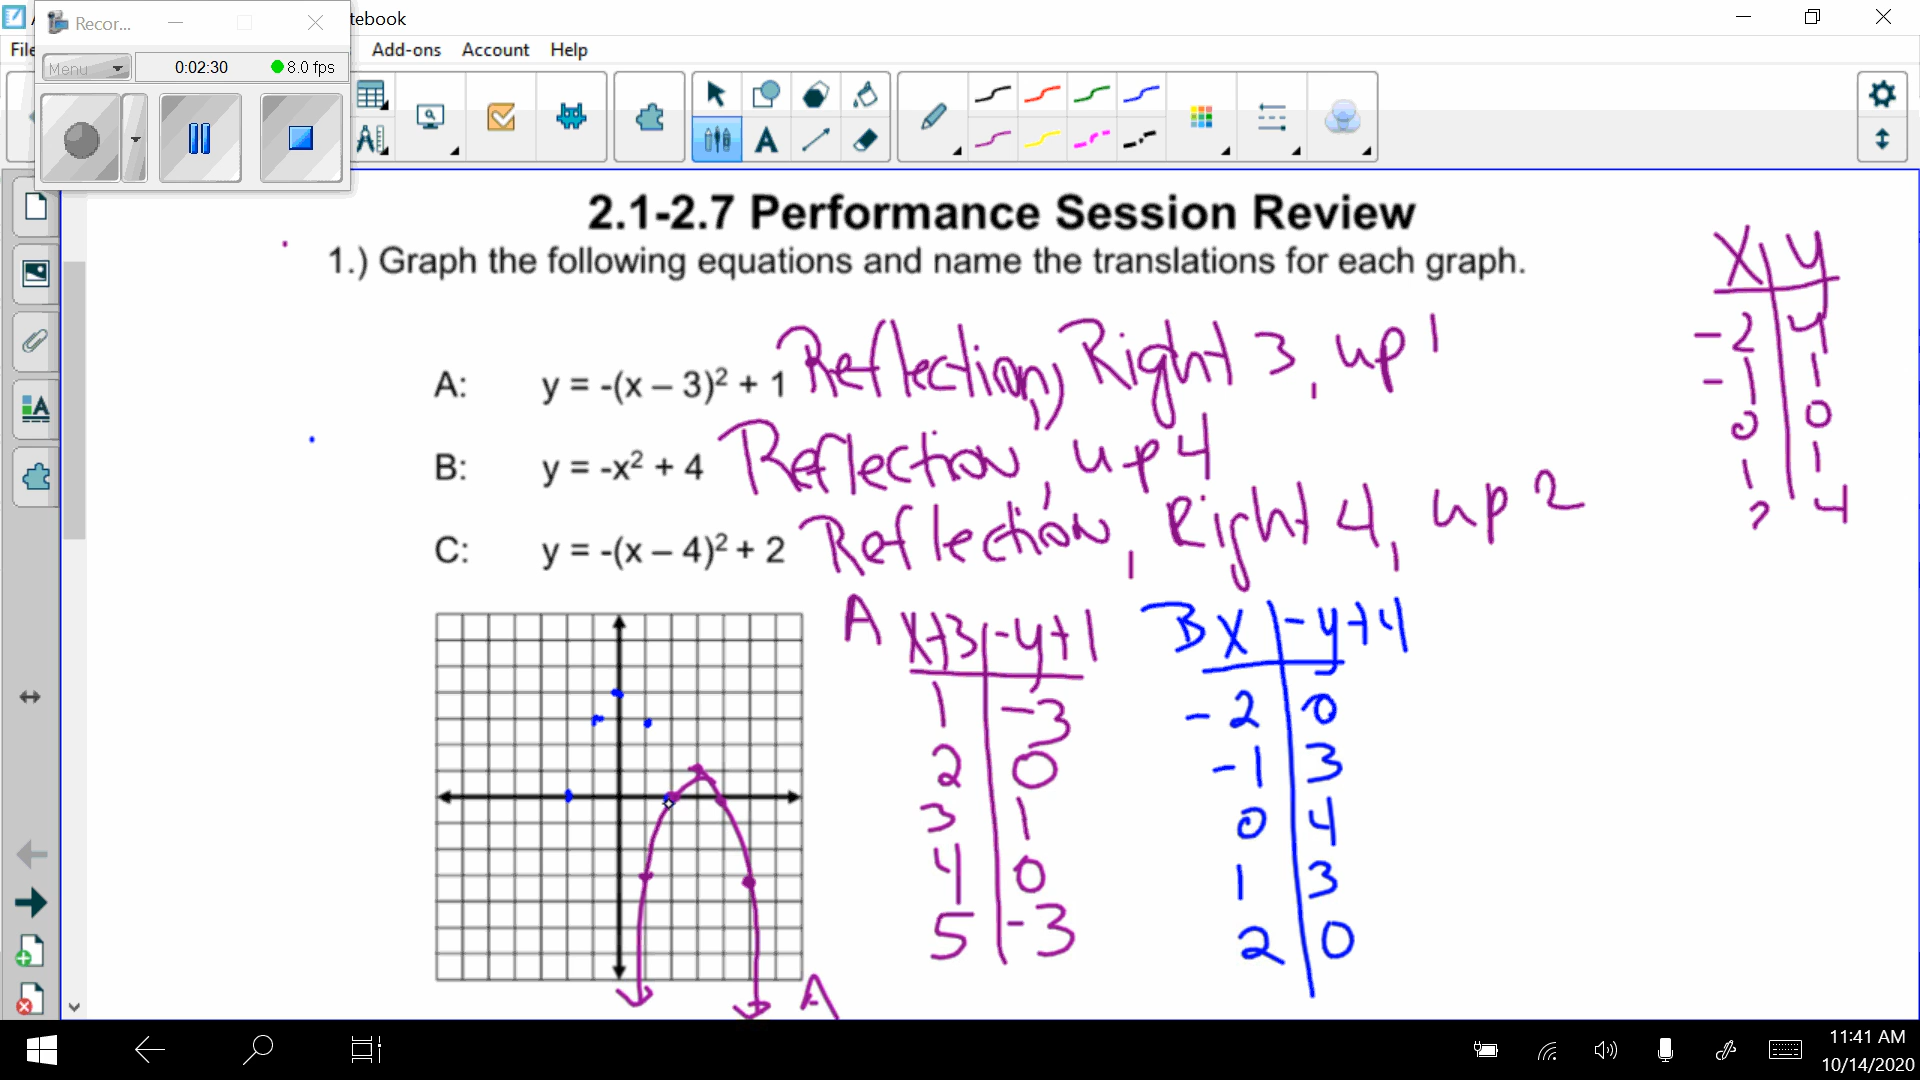 Recor...
tebook
File
Add-ons Account Help
Menu 0:02:30 8.0 fps
2.1-2.7 Performance Session Review
1.) Graph the following equations and name the translations for each graph.
A: y = -(x – 3)² + 1 Reflection, Right 3, up 1
B: y = -x² + 4 Reflection, up 4
C: y = -(x – 4)² + 2 Reflection, Right 4, up 2
X y
-2 4
-1 1
0 0
1 1
2 4
A x+3 -y+1
1 -3
2 0
3 1
4 0
5 -3
B x -y+4
-2 0
-1 3
0 4
1 3
2 0
A
11:41 AM
10/14/2020